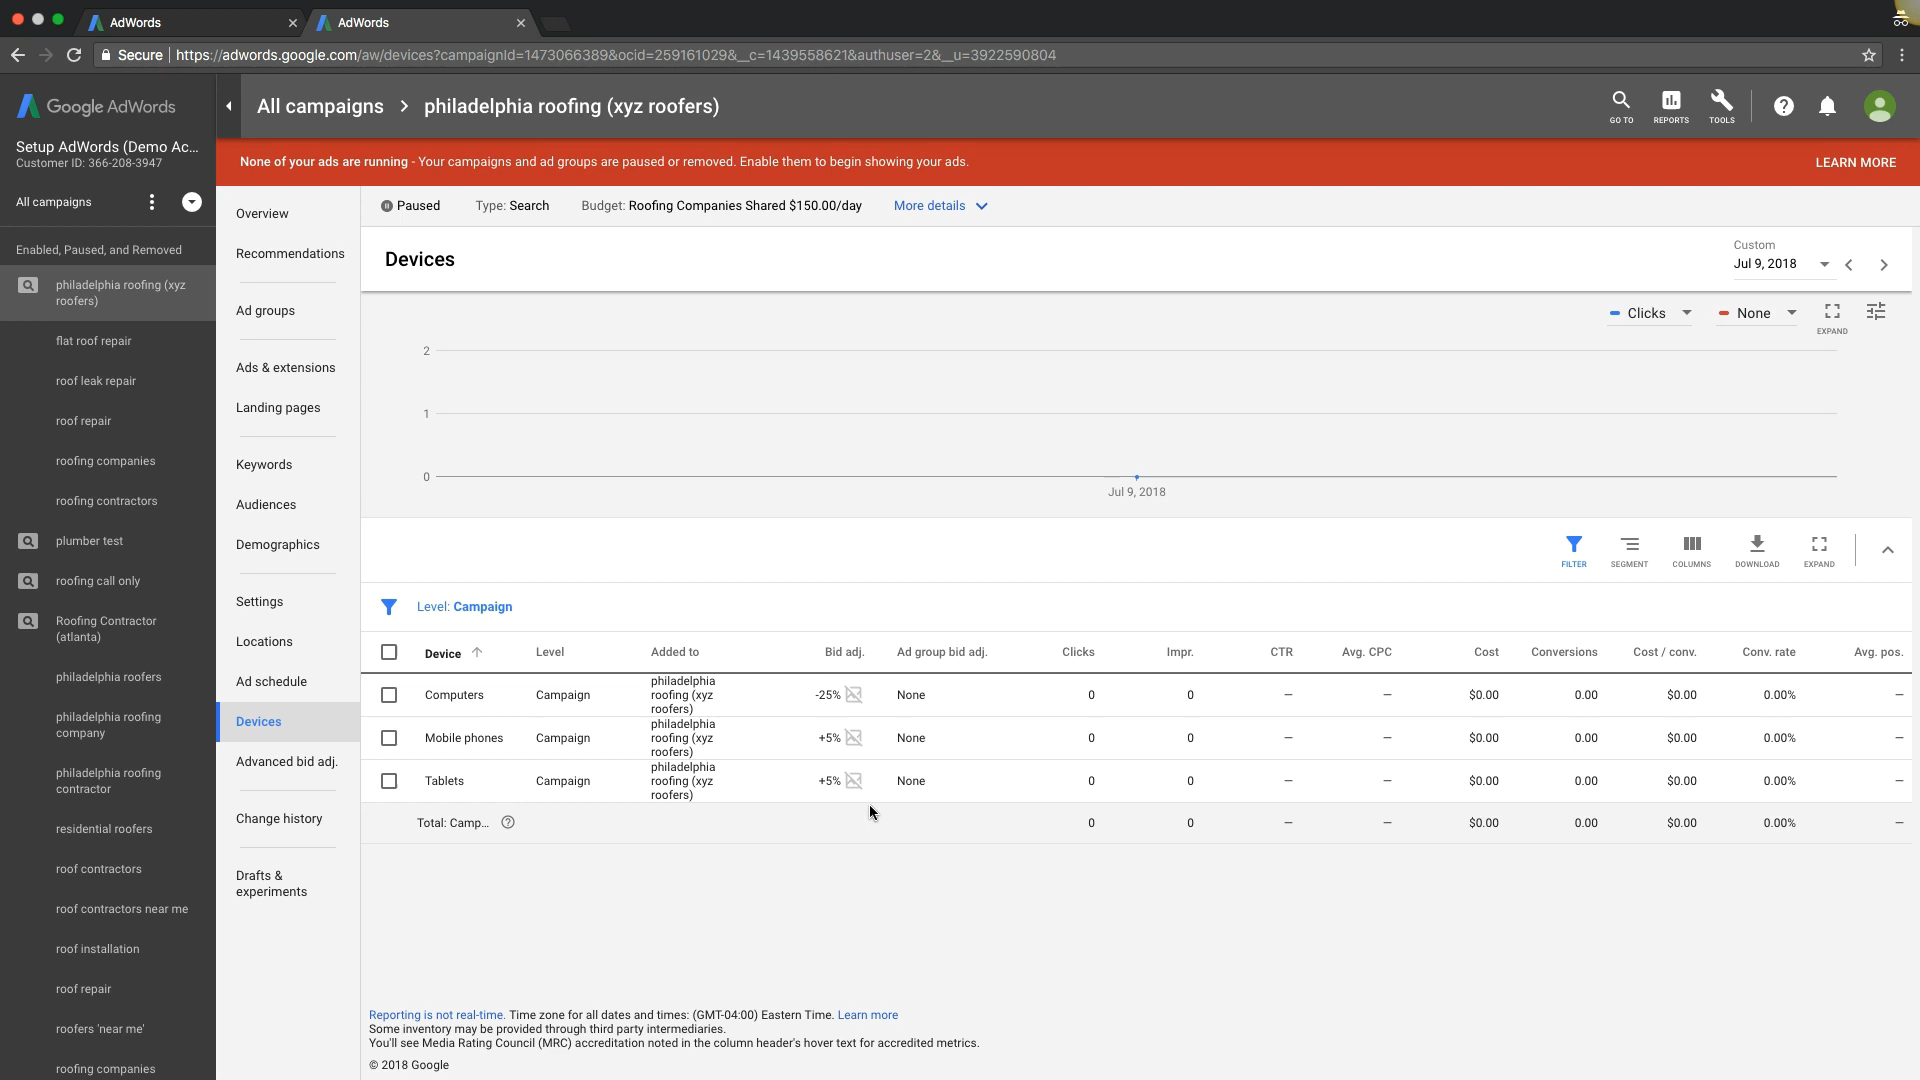 AdWords
AdWords
Secure
https://adwords.google.com/aw/devices?campaignId=1473066389&ocid=259161029&__c=1439558621&authuser=2&__u=3922590804
Google AdWords
All campaigns > philadelphia roofing (xyz roofers)
GO TO
REPORTS
TOOLS
Setup AdWords (Demo Ac...
Customer ID: 366-208-3947
None of your ads are running - Your campaigns and ad groups are paused or removed. Enable them to begin showing your ads.
LEARN MORE
All campaigns
Enabled, Paused, and Removed
philadelphia roofing (xyz
roofers)
flat roof repair
roof leak repair
roof repair
roofing companies
roofing contractors
plumber test
roofing call only
Roofing Contractor
(atlanta)
philadelphia roofers
philadelphia roofing
company
philadelphia roofing
contractor
residential roofers
roof contractors
roof contractors near me
roof installation
roof repair
roofers 'near me'
roofing companies
Overview
Recommendations
Ad groups
Ads & extensions
Landing pages
Keywords
Audiences
Demographics
Settings
Locations
Ad schedule
Devices
Advanced bid adj.
Change history
Drafts &
experiments
Paused
Type: Search
Budget: Roofing Companies Shared $150.00/day
More details
Devices
Custom
Jul 9, 2018
Clicks
None
EXPAND
2
1
0
Jul 9, 2018
FILTER
SEGMENT
COLUMNS
DOWNLOAD
EXPAND
Level: Campaign
Device Level Added to Bid adj. Ad group bid adj. Clicks Impr. CTR Avg. CPC Cost Conversions Cost / conv. Conv. rate Avg. pos.
philadelphia
Computers Campaign roofing (xyz -25% None 0 0 — — $0.00 0.00 $0.00 0.00% —
roofers)
philadelphia
Mobile phones Campaign roofing (xyz +5% None 0 0 — — $0.00 0.00 $0.00 0.00% —
roofers)
philadelphia
Tablets Campaign roofing (xyz +5% None 0 0 — — $0.00 0.00 $0.00 0.00% —
roofers)
Total: Camp... 0 0 — — $0.00 0.00 $0.00 0.00% —
Reporting is not real-time. Time zone for all dates and times: (GMT-04:00) Eastern Time. Learn more
Some inventory may be provided through third party intermediaries.
You'll see Media Rating Council (MRC) accreditation noted in the column header's hover text for accredited metrics.
© 2018 Google